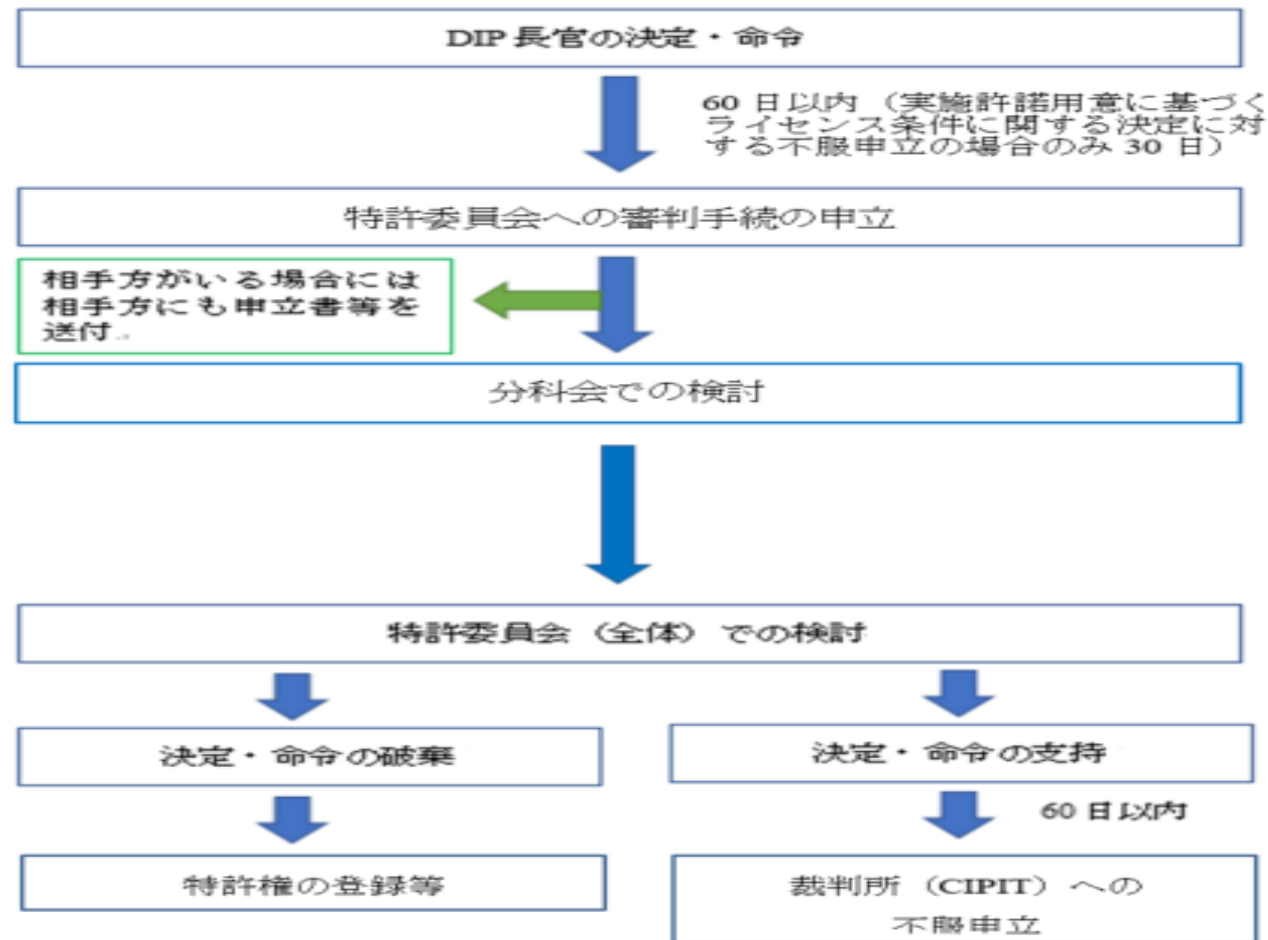 DIP 長官の決定・命令
60 日以内（実施許諾用意に基づく
ライセンス条件に関する決定に対
する不服申立の場合のみ 30 日）
特許委員会への審判手続の申立
相手方がいる場合には
相手方にも申立書等を
送付。
分科会での検討
特許委員会（全体）での検討
決定・命令の破棄
決定・命令の支持
60 日以内
特許権の登録等
裁判所（CIPIT）への
不服申立